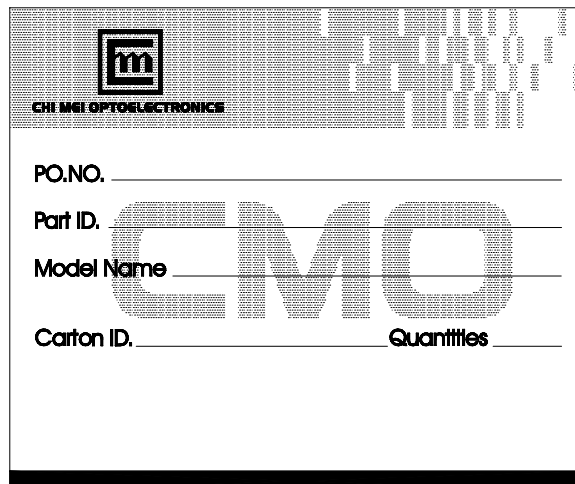 CHI MEI OPTOELECTRONICS
PO.NO.
Part ID.
CMO
Model Name
Carton ID. Quantities